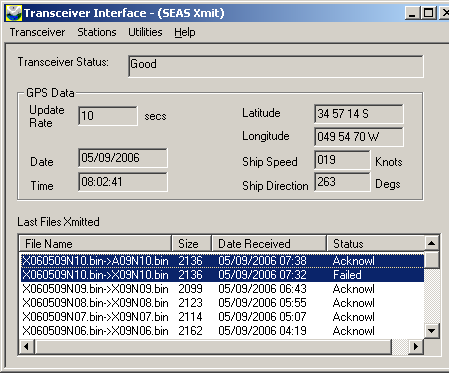 Transceiver Interface - (SEAS Xmit)
Transceiver Stations Utilities Help
Transceiver Status: Good
GPS Data
Update Rate 10 secs
Latitude 34 57 14 S
Longitude 049 54 70 W
Date 05/09/2006
Ship Speed 019 Knots
Time 08:02:41
Ship Direction 263 Degs
Last Files Xmitted
File Name Size Date Received Status
X060509N10.bin->A09N10.bin 2136 05/09/2006 07:38 Acknowl
X060509N10.bin->X09N10.bin 2136 05/09/2006 07:32 Failed
X060509N09.bin->X09N09.bin 2099 05/09/2006 06:43 Acknowl
X060509N08.bin->X09N08.bin 2123 05/09/2006 05:55 Acknowl
X060509N07.bin->X09N07.bin 2114 05/09/2006 05:07 Acknowl
X060509N06.bin->X09N06.bin 2162 05/09/2006 04:19 Acknowl